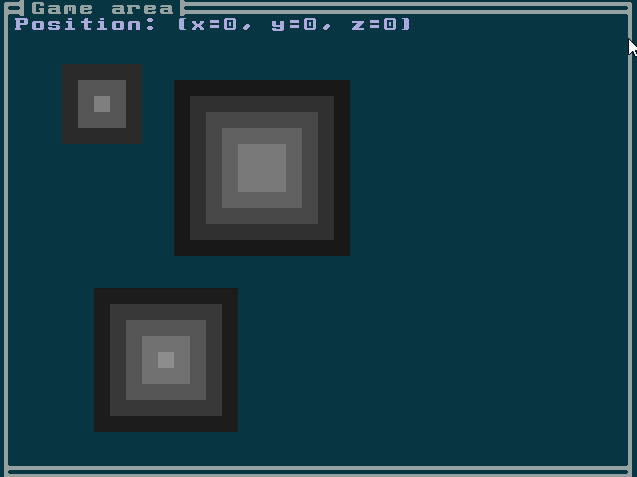 Game area
Position: (x=0, y=0, z=0)